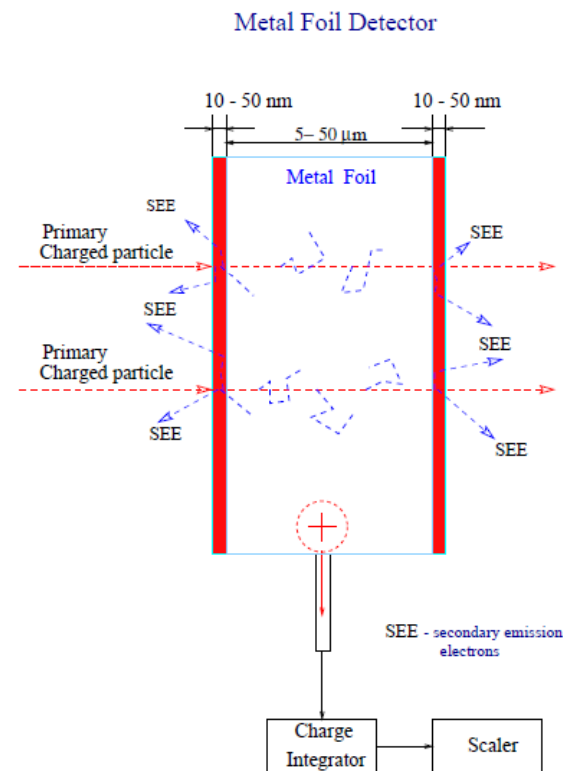 Metal Foil Detector
10 - 50 nm
10 - 50 nm
5– 50 µm
Metal Foil
SEE
SEE
Primary
Charged particle
SEE
SEE
Primary
Charged particle
SEE
SEE
+
SEE - secondary emission
electrons
Charge
Integrator
Scaler